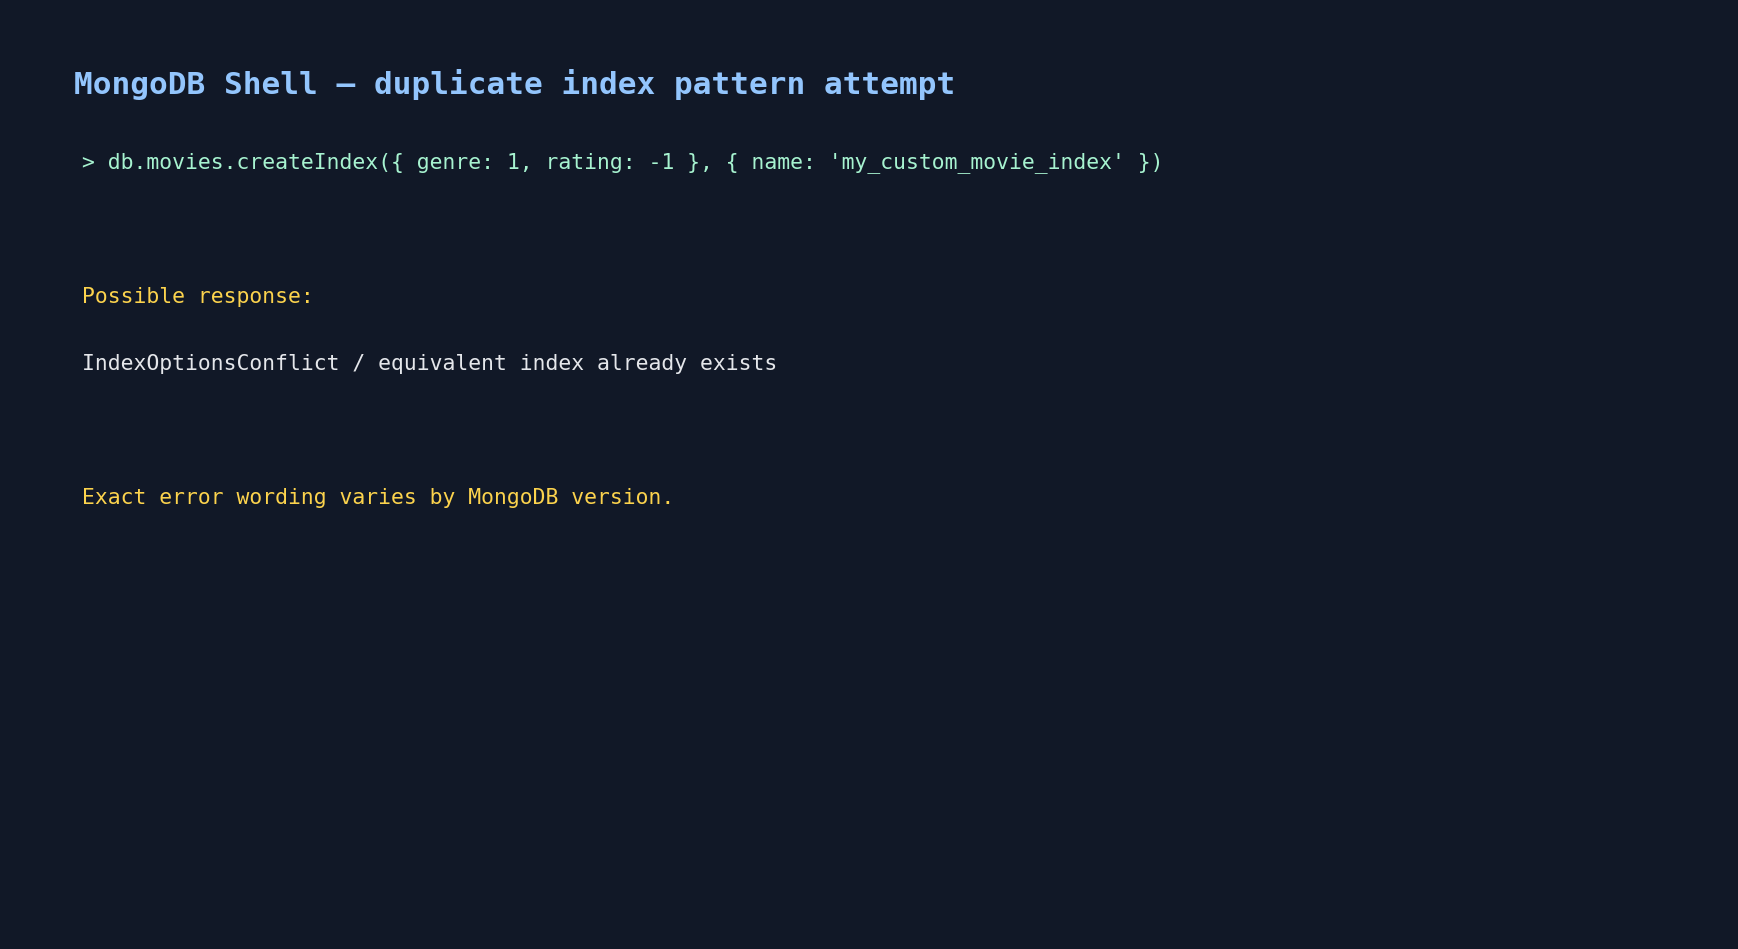 MongoDB Shell — duplicate index pattern attempt
> db.movies.createIndex({ genre: 1, rating: -1 }, { name: 'my_custom_movie_index' })
Possible response:
IndexOptionsConflict / equivalent index already exists
Exact error wording varies by MongoDB version.